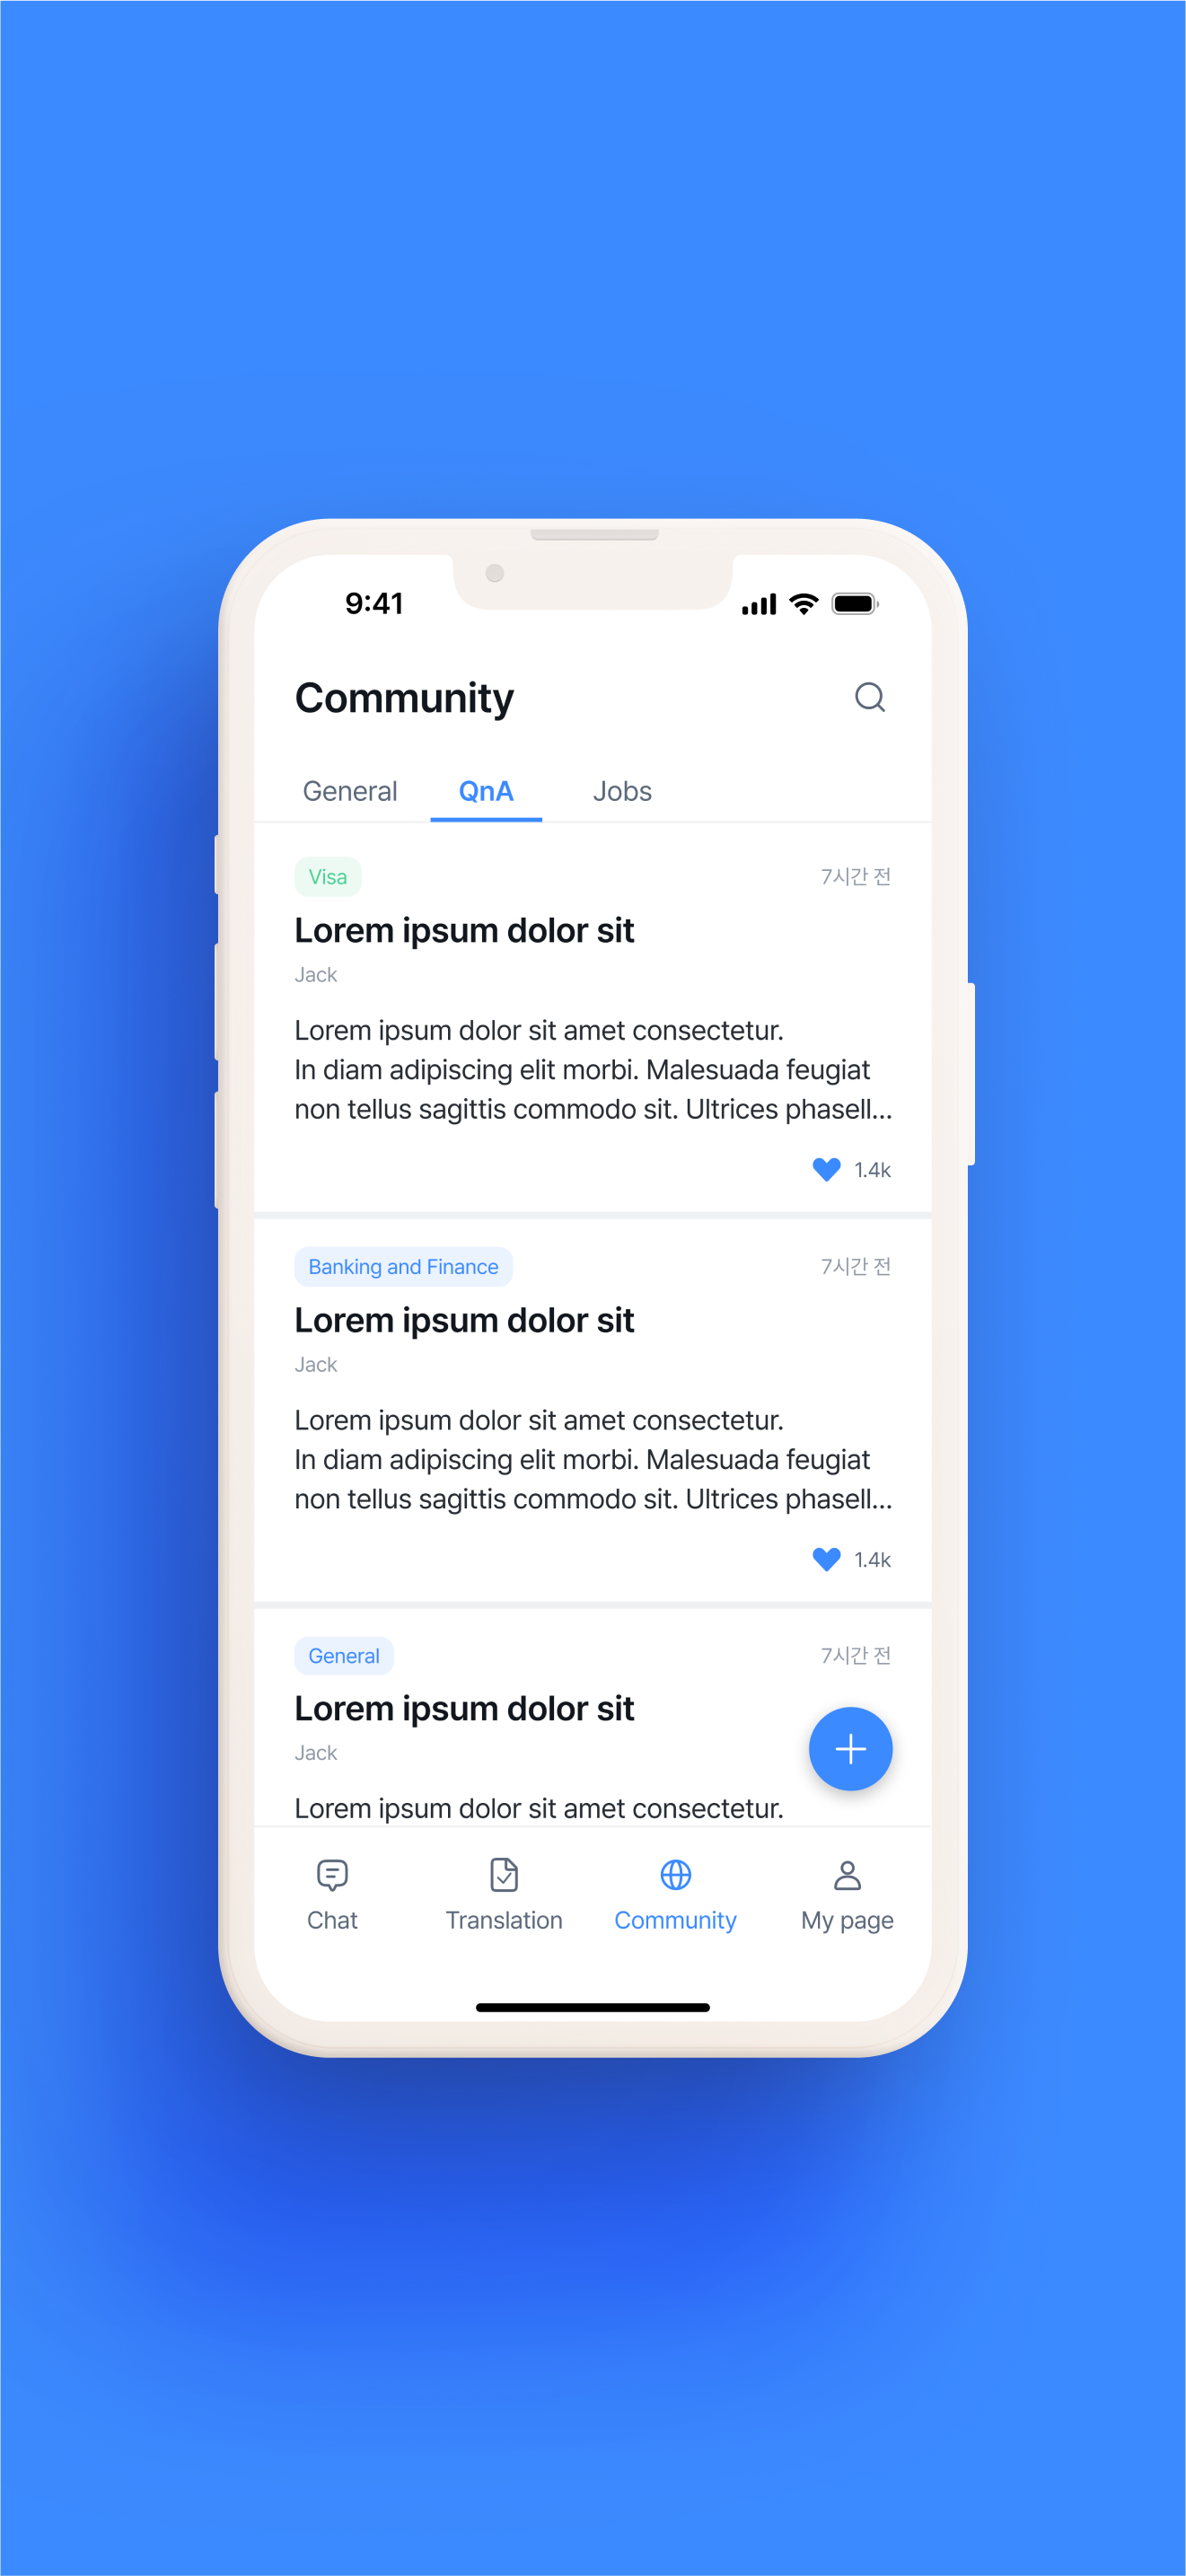 9:41
Community
General QnA Jobs
Visa 7시간 전
Lorem ipsum dolor sit
Jack
Lorem ipsum dolor sit amet consectetur.
In diam adipiscing elit morbi. Malesuada feugiat
non tellus sagittis commodo sit. Ultrices phasell...
1.4k
Banking and Finance 7시간 전
Lorem ipsum dolor sit
Jack
Lorem ipsum dolor sit amet consectetur.
In diam adipiscing elit morbi. Malesuada feugiat
non tellus sagittis commodo sit. Ultrices phasell...
1.4k
General 7시간 전
Lorem ipsum dolor sit
Jack
Lorem ipsum dolor sit amet consectetur.
Chat Translation Community My page